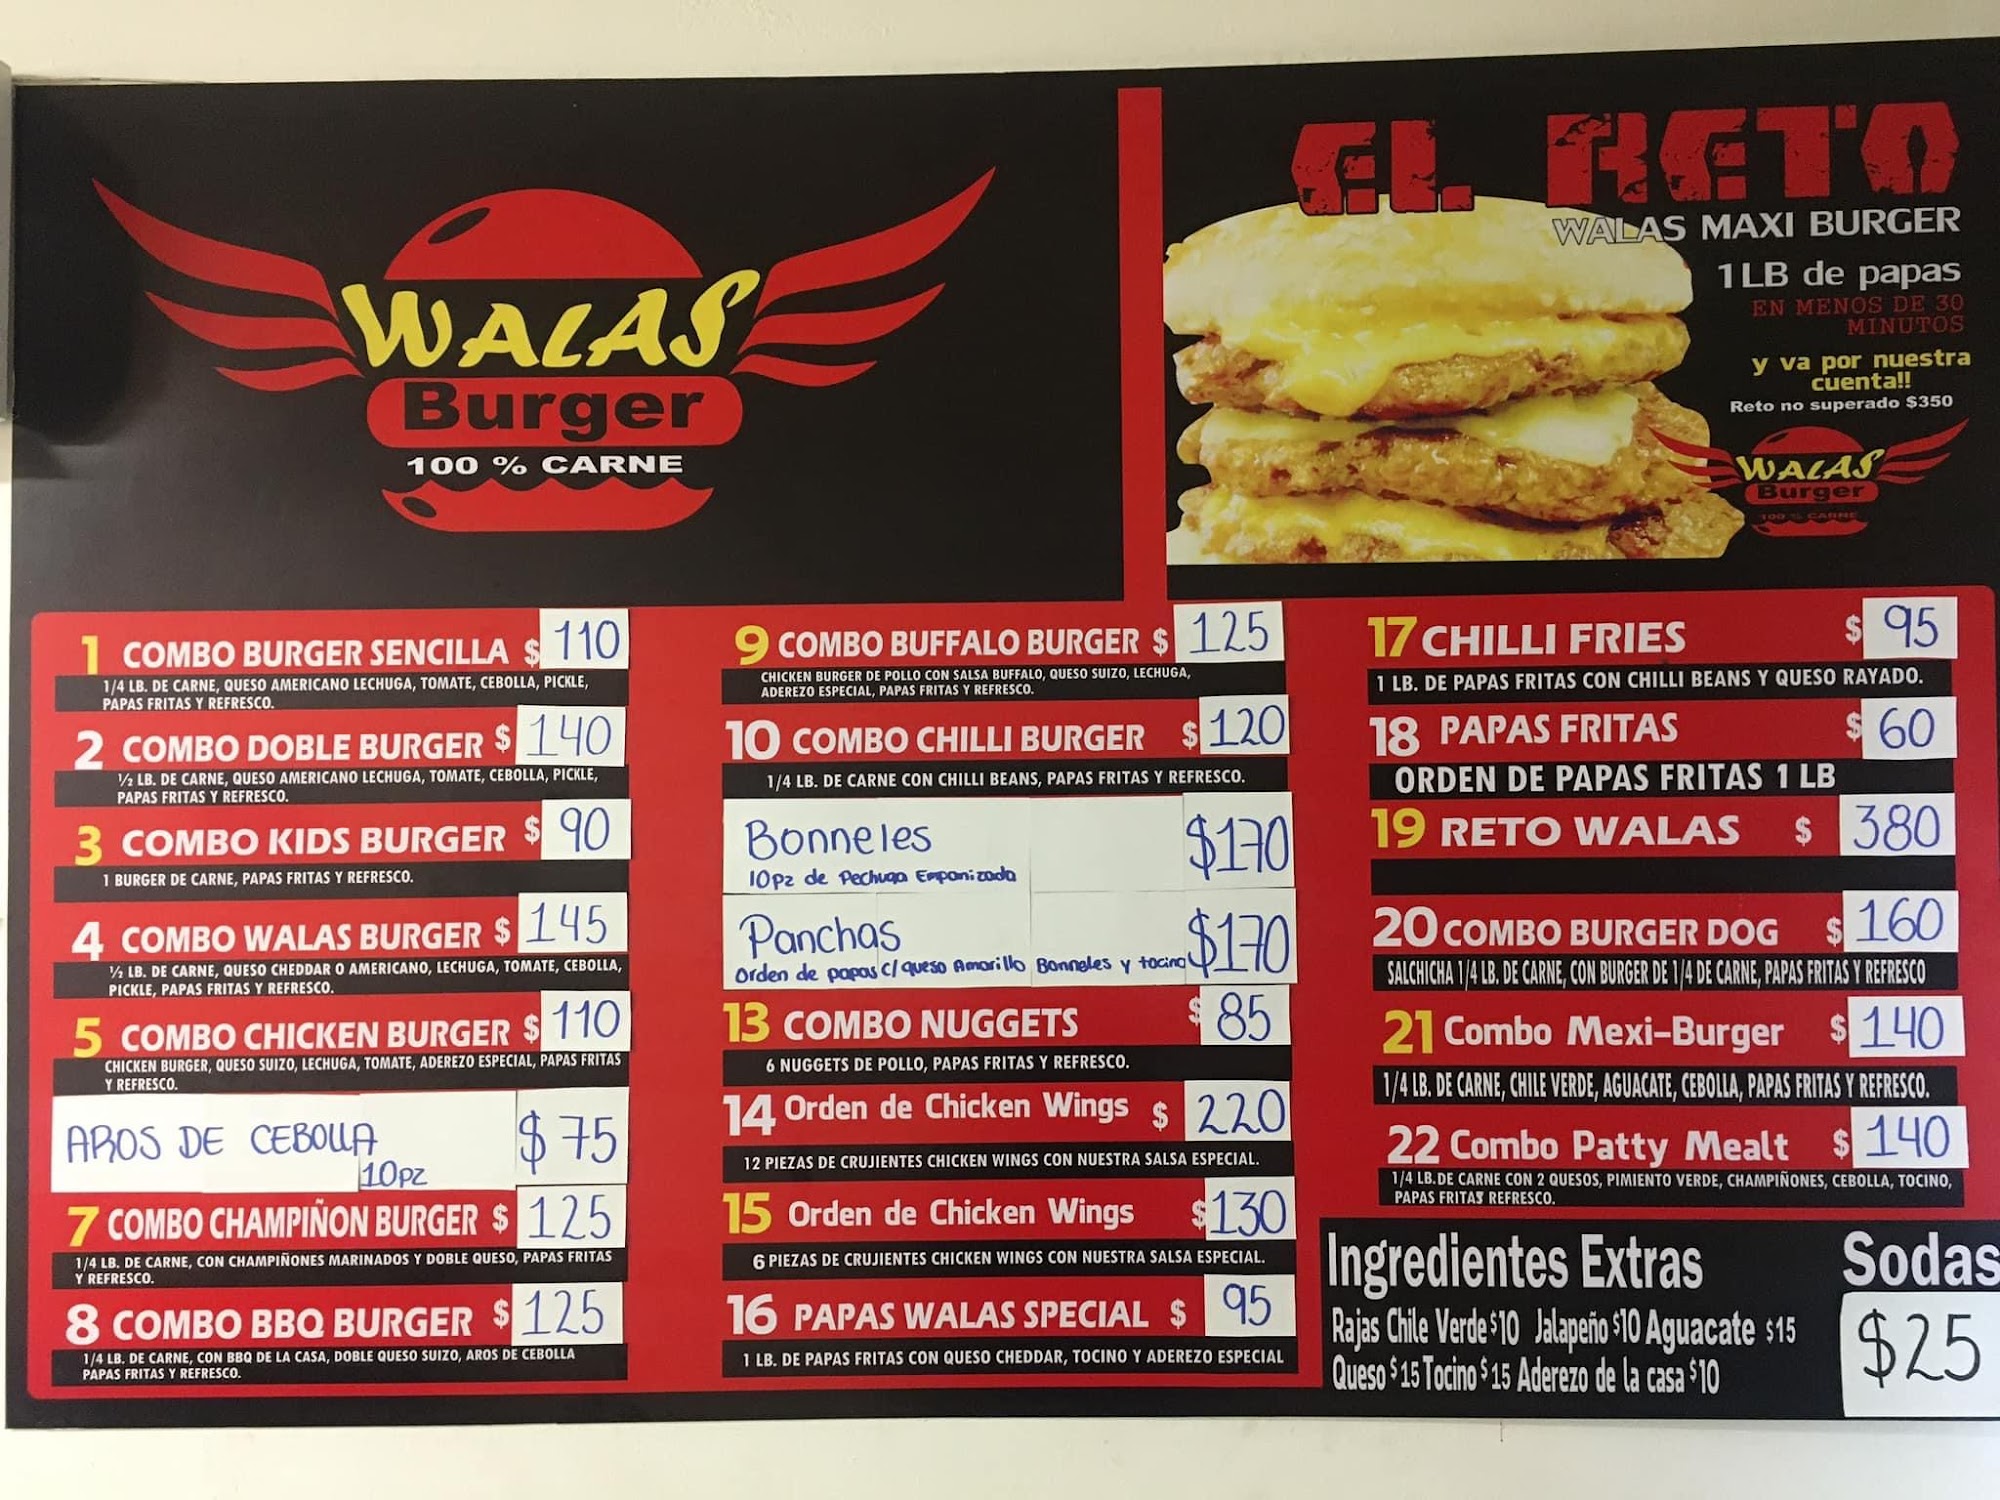 WALAS
Burger
100 % CARNE
EL RETO
WALAS MAXI BURGER
1 LB de papas
EN MENOS DE 30
MINUTOS
y va por nuestra
cuenta!!
Reto no superado $350
WALAS
Burger
100 % CARNE
1 COMBO BURGER SENCILLA $ 110
1/4 LB. DE CARNE, QUESO AMERICANO LECHUGA, TOMATE, CEBOLLA, PICKLE,
PAPAS FRITAS Y REFRESCO.
2 COMBO DOBLE BURGER $ 140
½ LB. DE CARNE, QUESO AMERICANO LECHUGA, TOMATE, CEBOLLA, PICKLE,
PAPAS FRITAS Y REFRESCO.
3 COMBO KIDS BURGER $ 90
1 BURGER DE CARNE, PAPAS FRITAS Y REFRESCO.
4 COMBO WALAS BURGER $ 145
½ LB. DE CARNE, QUESO CHEDDAR O AMERICANO, LECHUGA, TOMATE, CEBOLLA,
PICKLE, PAPAS FRITAS Y REFRESCO.
5 COMBO CHICKEN BURGER $ 110
CHICKEN BURGER, QUESO SUIZO, LECHUGA, TOMATE, ADEREZO ESPECIAL, PAPAS FRITAS
Y REFRESCO.
AROS DE CEBOLLA $75
10pz
7 COMBO CHAMPIÑON BURGER $ 125
1/4 LB. DE CARNE, CON CHAMPIÑONES MARINADOS Y DOBLE QUESO, PAPAS FRITAS
Y REFRESCO.
8 COMBO BBQ BURGER $ 125
1/4 LB. DE CARNE, CON BBQ DE LA CASA, DOBLE QUESO SUIZO, AROS DE CEBOLLA
PAPAS FRITAS Y REFRESCO.
9 COMBO BUFFALO BURGER $ 125
CHICKEN BURGER DE POLLO CON SALSA BUFFALO, QUESO SUIZO, LECHUGA,
ADEREZO ESPECIAL, PAPAS FRITAS Y REFRESCO.
10 COMBO CHILLI BURGER $ 120
1/4 LB. DE CARNE CON CHILLI BEANS, PAPAS FRITAS Y REFRESCO.
Bonneles $170
10pz de Pechuga Empanizada
Panchas $170
Orden de papas c/ queso Amarillo Bonneles y tocino
13 COMBO NUGGETS $ 85
6 NUGGETS DE POLLO, PAPAS FRITAS Y REFRESCO.
14 Orden de Chicken Wings $ 220
12 PIEZAS DE CRUJIENTES CHICKEN WINGS CON NUESTRA SALSA ESPECIAL.
15 Orden de Chicken Wings $ 130
6 PIEZAS DE CRUJIENTES CHICKEN WINGS CON NUESTRA SALSA ESPECIAL.
16 PAPAS WALAS SPECIAL $ 95
1 LB. DE PAPAS FRITAS CON QUESO CHEDDAR, TOCINO Y ADEREZO ESPECIAL
17 CHILLI FRIES $ 95
1 LB. DE PAPAS FRITAS CON CHILLI BEANS Y QUESO RAYADO.
18 PAPAS FRITAS $ 60
ORDEN DE PAPAS FRITAS 1 LB
19 RETO WALAS $ 380
20 COMBO BURGER DOG $ 160
SALCHICHA 1/4 LB. DE CARNE, CON BURGER DE 1/4 DE CARNE, PAPAS FRITAS Y REFRESCO
21 Combo Mexi-Burger $ 140
1/4 LB. DE CARNE, CHILE VERDE, AGUACATE, CEBOLLA, PAPAS FRITAS Y REFRESCO.
22 Combo Patty Mealt $ 140
1/4 LB. DE CARNE CON 2 QUESOS, PIMIENTO VERDE, CHAMPIÑONES, CEBOLLA, TOCINO,
PAPAS FRITAS REFRESCO.
Ingredientes Extras
Rajas Chile Verde $10 Jalapeño $10 Aguacate $15
Queso $15 Tocino $15 Aderezo de la casa $10
Sodas
$25